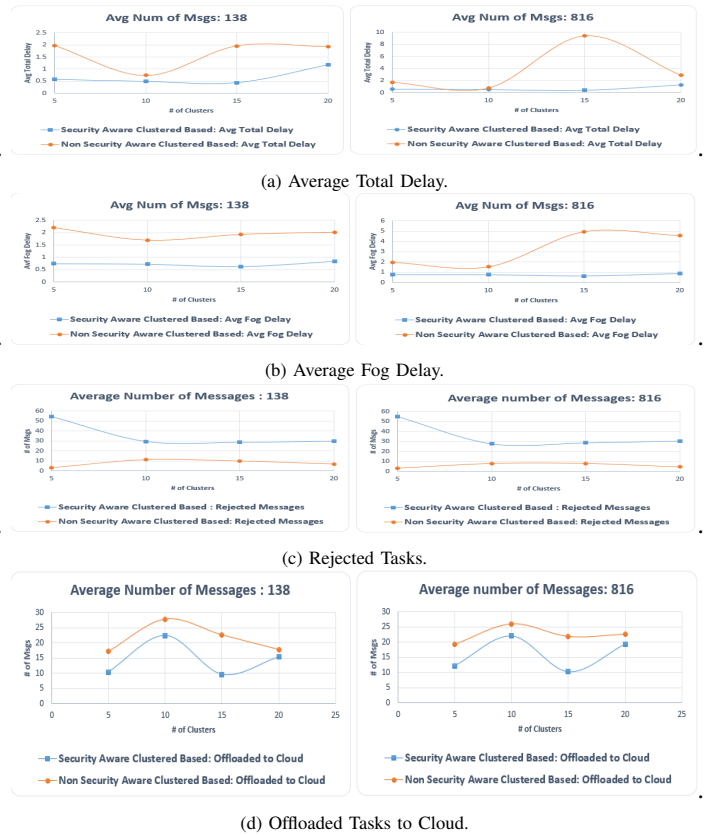 Avg Num of Msgs: 138
2.5
2
1.5
1
0.5
0
Avg Total Delay
5 10 15 20
# of Clusters
Security Aware Clustered Based: Avg Total Delay
Non Security Aware Clustered Based: Avg Total Delay
Avg Num of Msgs: 816
10
8
6
4
2
0
Avg Total Delay
5 10 15 20
# of Clusters
Security Aware Clustered Based: Avg Total Delay
Non Security Aware Clustered Based: Avg Total Delay
(a) Average Total Delay.
Avg Num of Msgs: 138
2.5
2
1.5
1
0.5
0
Avf Fog Delay
5 10 15 20
# of Clusters
Security Aware Clustered Based: Avg Fog Delay
Non Security Aware Clustered Based: Avg Fog Delay
Avg Num of Msgs: 816
6
5
4
3
2
1
0
Avg Fog Delay
5 10 15 20
# of Clusters
Security Aware Clustered Based: Avg Fog Delay
Non Security Aware Clustered Based: Avg Fog Delay
(b) Average Fog Delay.
Average Number of Messages : 138
60
50
40
30
20
10
0
# of Msgs
5 10 15 20
# of Clusters
Security Aware Clustered Based : Rejected Messages
Non Security Aware Clustered Based: Rejected Messages
Average number of Messages: 816
60
50
40
30
20
10
0
# of Msgs
5 10 15 20
# of Clusters
Security Aware Clustered Based : Rejected Messages
Non Security Aware Clustered Based: Rejected Messages
(c) Rejected Tasks.
Average Number of Messages : 138
30
25
20
15
10
5
0
# of Msgs
0 5 10 15 20 25
# of Clusters
Security Aware Clustered Based: Offloaded to Cloud
Non Security Aware Clustered Based: Offloaded to Cloud
Average number of Messages: 816
30
25
20
15
10
5
0
# of Msgs
0 5 10 15 20 25
# of Clusters
Security Aware Clustered Based: Offloaded to Cloud
Non Security Aware Clustered Based: Offloaded to Cloud
(d) Offloaded Tasks to Cloud.